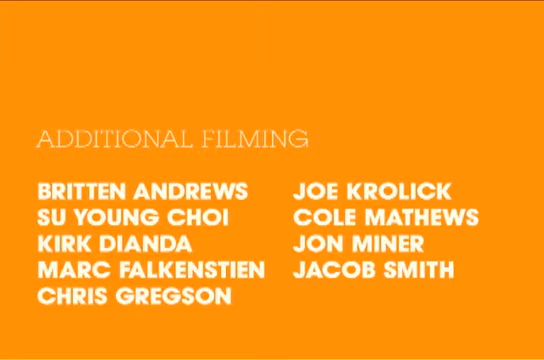 ADDITIONAL FILMING
BRITTEN ANDREWS
SU YOUNG CHOI
KIRK DIANDA
MARC FALKENSTIEN
CHRIS GREGSON
JOE KROLICK
COLE MATHEWS
JON MINER
JACOB SMITH